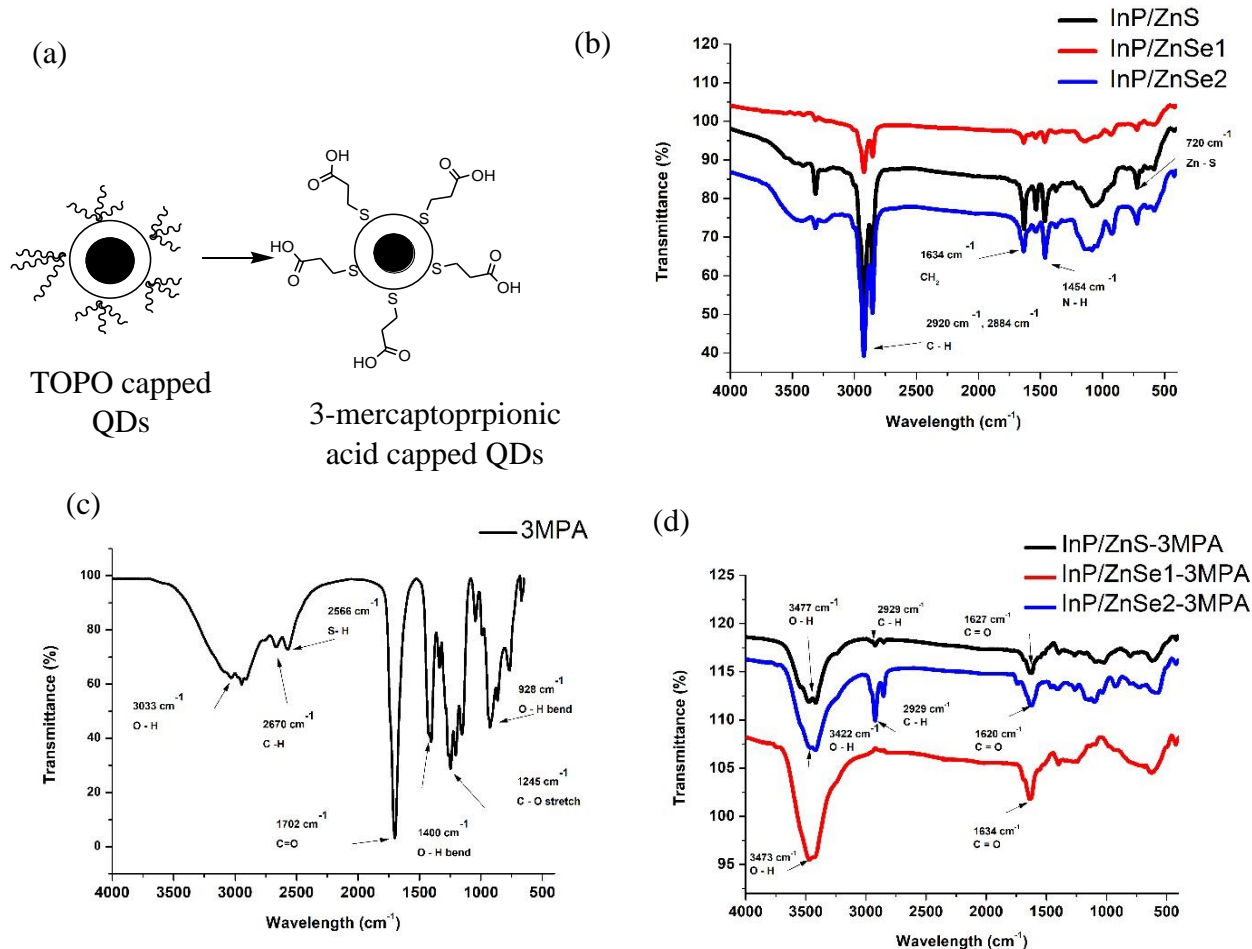 (a)
OH
O
OH
O
O
HO
OH
O
O
HO
S
S
S
S
S
TOPO capped
QDs
3-mercaptoprpionic
acid capped QDs
(b)
InP/ZnS
InP/ZnSe1
InP/ZnSe2
120
110
100
90
80
70
60
50
40
Transmittance (%)
720 cm-1
Zn - S
1634 cm-1
CH2
1454 cm-1
N - H
2920 cm-1 , 2884 cm-1
C - H
4000 3500 3000 2500 2000 1500 1000 500
Wavelength (cm-1)
(c)
3MPA
100
80
60
40
20
0
Transmittance (%)
2566 cm-1
S- H
3033 cm-1
O - H
2670 cm-1
C -H
928 cm-1
O - H bend
1245 cm-1
C - O stretch
1702 cm-1
C=O
1400 cm-1
O - H bend
4000 3500 3000 2500 2000 1500 1000 500
Wavelength (cm-1)
(d)
InP/ZnS-3MPA
InP/ZnSe1-3MPA
InP/ZnSe2-3MPA
125
120
115
110
105
100
95
Transmittance (%)
3477 cm-1
O - H
2929 cm-1
C - H
1627 cm-1
C = O
2929 cm-1
C - H
3422 cm-1
O - H
1620 cm-1
C = O
1634 cm-1
C = O
3473 cm-1
O - H
4000 3500 3000 2500 2000 1500 1000 500
Wavelength (cm-1)